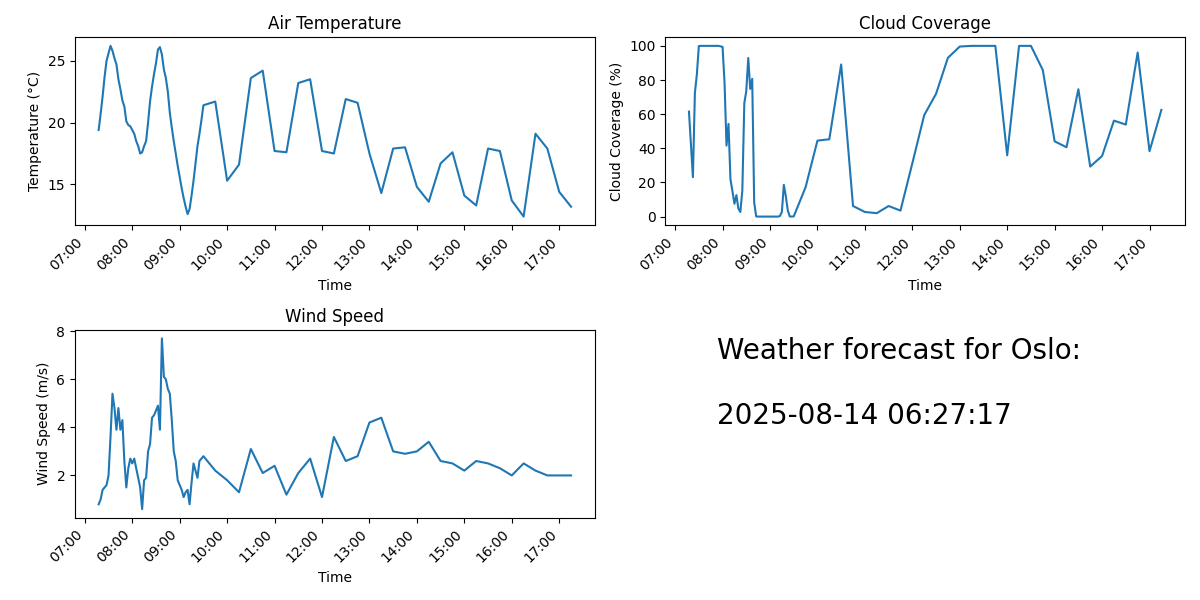 Air Temperature
Temperature (°C)
25
20
15
07:00 08:00 09:00 10:00 11:00 12:00 13:00 14:00 15:00 16:00 17:00
Time
Cloud Coverage
Cloud Coverage (%)
100
80
60
40
20
0
07:00 08:00 09:00 10:00 11:00 12:00 13:00 14:00 15:00 16:00 17:00
Time
Wind Speed
Wind Speed (m/s)
8
6
4
2
07:00 08:00 09:00 10:00 11:00 12:00 13:00 14:00 15:00 16:00 17:00
Time
Weather forecast for Oslo:
2025-08-14 06:27:17